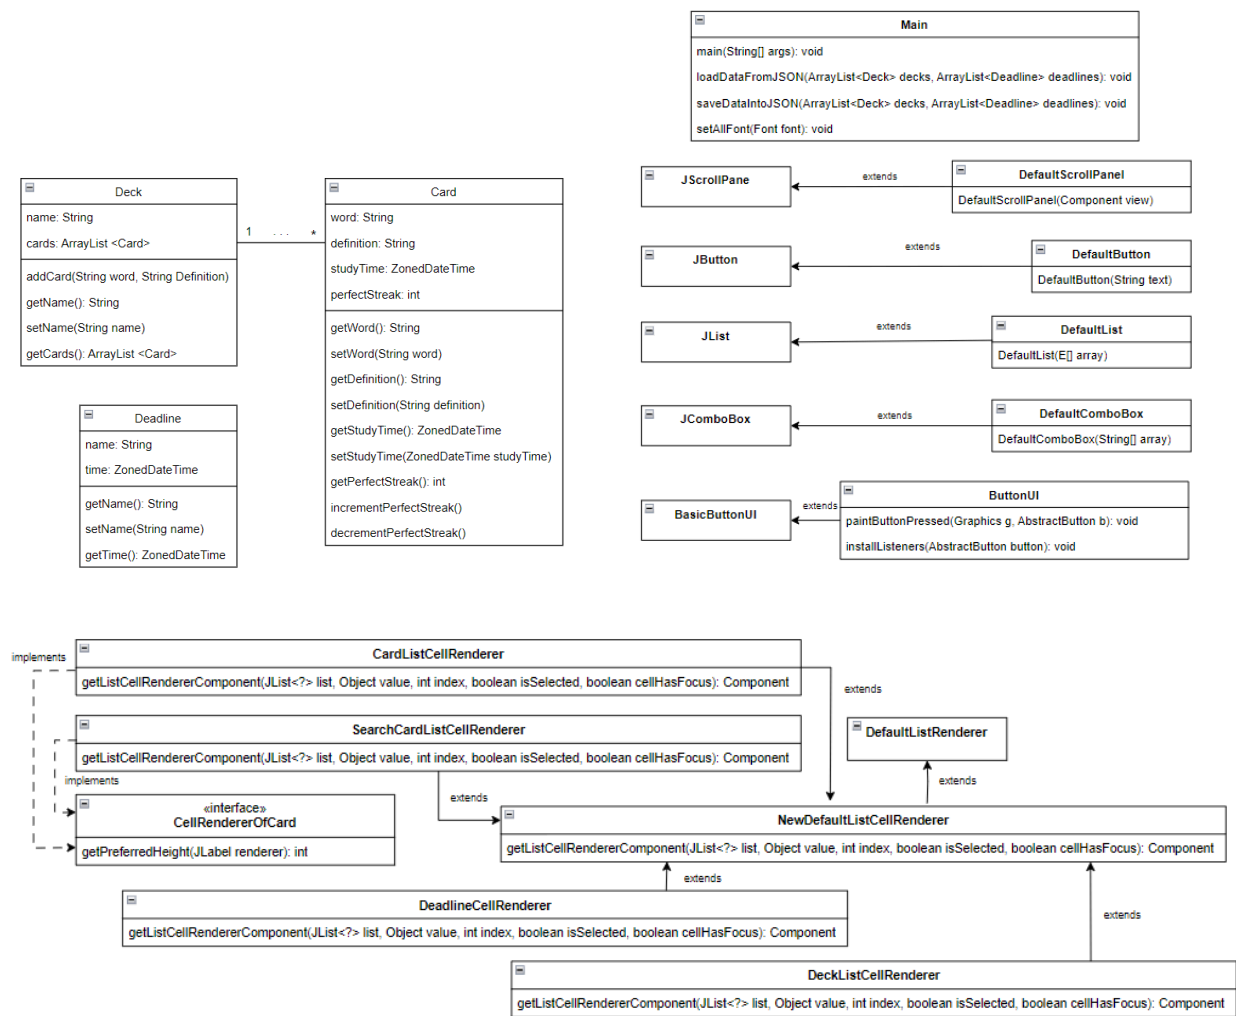 Main
main(String[] args): void
loadDataFromJSON(ArrayList<Deck> decks, ArrayList<Deadline> deadlines): void
saveDataIntoJSON(ArrayList<Deck> decks, ArrayList<Deadline> deadlines): void
setAllFont(Font font): void
Deck
name: String
cards: ArrayList <Card>
addCard(String word, String Definition)
getName(): String
setName(String name)
getCards(): ArrayList <Card>
1 ... *
Card
word: String
definition: String
studyTime: ZonedDateTime
perfectStreak: int
getWord(): String
setWord(String word)
getDefinition(): String
setDefinition(String definition)
getStudyTime(): ZonedDateTime
setStudyTime(ZonedDateTime studyTime)
getPerfectStreak(): int
incrementPerfectStreak()
decrementPerfectStreak()
Deadline
name: String
time: ZonedDateTime
getName(): String
setName(String name)
getTime(): ZonedDateTime
JScrollPane
extends
DefaultScrollPanel
DefaultScrollPanel(Component view)
JButton
extends
DefaultButton
DefaultButton(String text)
JList
extends
DefaultList
DefaultList(E[] array)
JComboBox
extends
DefaultComboBox
DefaultComboBox(String[] array)
BasicButtonUI
extends
ButtonUI
paintButtonPressed(Graphics g, AbstractButton b): void
installListeners(AbstractButton button): void
implements
CardListCellRenderer
getListCellRendererComponent(JList<?> list, Object value, int index, boolean isSelected, boolean cellHasFocus): Component
extends
SearchCardListCellRenderer
getListCellRendererComponent(JList<?> list, Object value, int index, boolean isSelected, boolean cellHasFocus): Component
implements
extends
DefaultListRenderer
extends
«interface»
CellRendererOfCard
getPreferredHeight(JLabel renderer): int
NewDefaultListCellRenderer
getListCellRendererComponent(JList<?> list, Object value, int index, boolean isSelected, boolean cellHasFocus): Component
extends
DeadlineCellRenderer
getListCellRendererComponent(JList<?> list, Object value, int index, boolean isSelected, boolean cellHasFocus): Component
extends
DeckListCellRenderer
getListCellRendererComponent(JList<?> list, Object value, int index, boolean isSelected, boolean cellHasFocus): Component